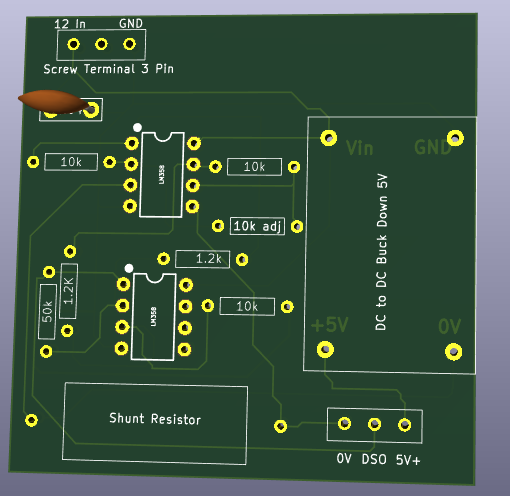 12 In GND
Screw Terminal 3 Pin
10k
LM358
10k
Vin GND
10k adj
DC to DC Buck Down 5V
1.2k
1.2K
50k
LM358
10k
+5V 0V
Shunt Resistor
0V DSO 5V+